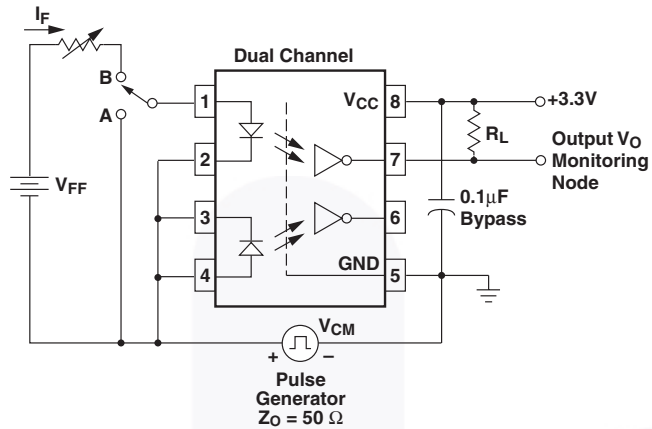 IF
Dual Channel
B
A
VFF
1
2
3
4
VCC
GND
8
7
6
5
+3.3V
RL
Output VO
Monitoring
Node
0.1μF
Bypass
VCM
+
–
Pulse
Generator
ZO = 50 Ω